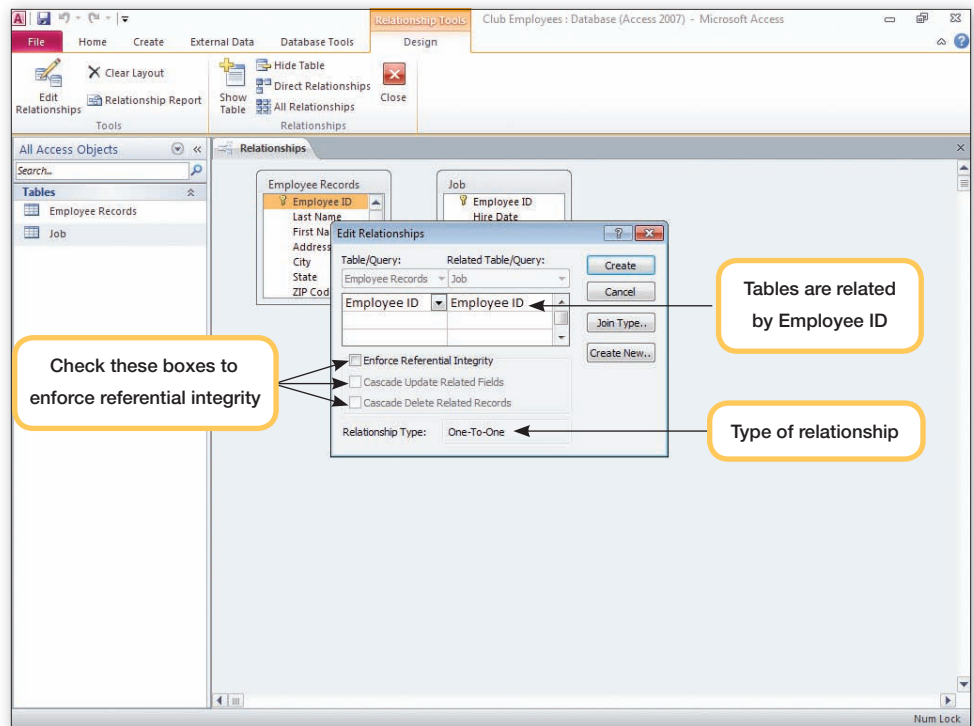 Relationship Tools
Club Employees : Database (Access 2007) - Microsoft Access
File Home Create External Data Database Tools Design
Edit Relationships
Clear Layout
Relationship Report
Tools
Show Table
Hide Table
Direct Relationships
All Relationships
Relationships
Close
All Access Objects
Search...
Tables
Employee Records
Job
Relationships
Employee Records
Employee ID
Last Name
First Na
Address
City
State
ZIP Cod
Job
Employee ID
Hire Date
Edit Relationships
Table/Query: Related Table/Query:
Employee Records Job
Employee ID Employee ID
Enforce Referential Integrity
Cascade Update Related Fields
Cascade Delete Related Records
Relationship Type: One-To-One
Create
Cancel
Join Type..
Create New..
Tables are related
by Employee ID
Check these boxes to
enforce referential integrity
Type of relationship
Num Lock